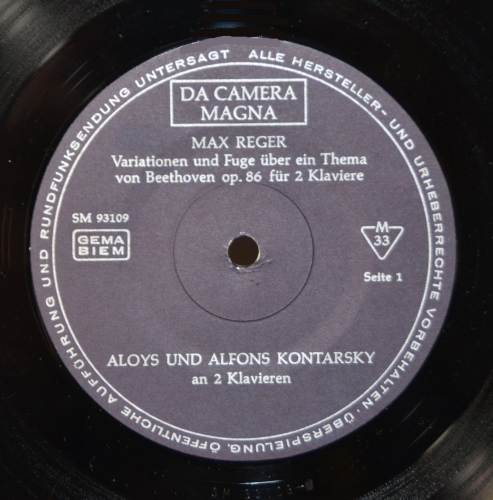 DA CAMERA
MAGNA
MAX REGER
Variationen und Fuge über ein Thema
von Beethoven op. 86 für 2 Klaviere
SM 93109
GEMA
BIEM
M
33
Seite 1
ALOYS UND ALFONS KONTARSKY
an 2 Klavieren
ALLE HERSTELLER- UND URHEBERRECHTE VORBEHALTEN. ÜBERSPIELUNG, ÖFFENTLICHE AUFFÜHRUNG UND RUNDFUNKSENDUNG UNTERSAGT